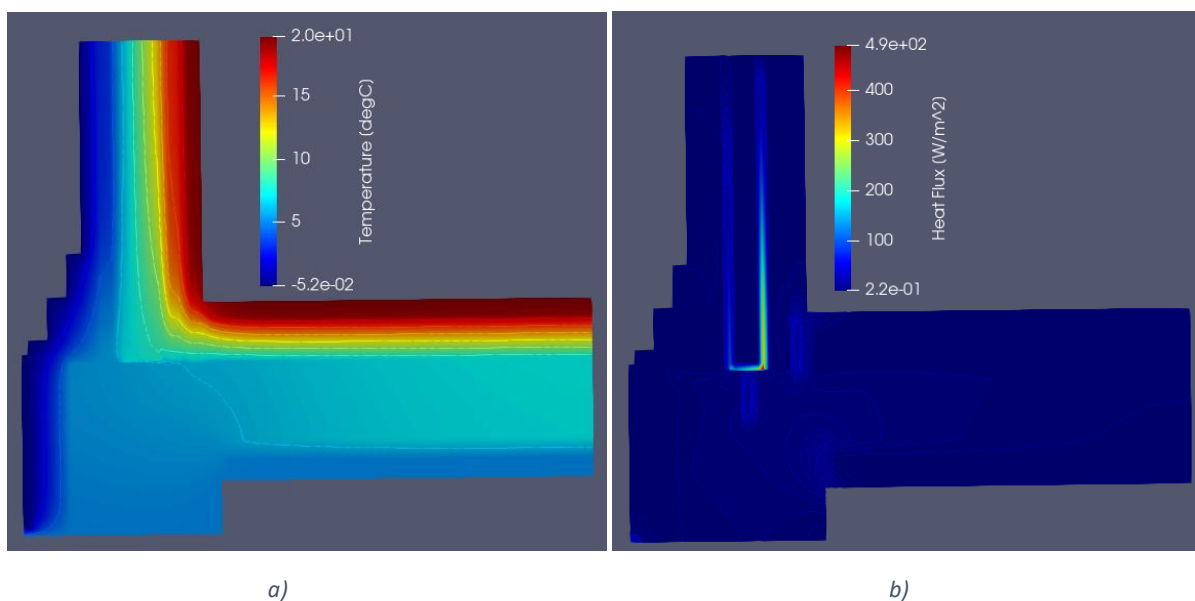 2.0e+01
15
10
5
-5.2e-02
Temperature (degC)
4.9e+02
400
300
200
100
2.2e-01
Heat Flux (W/m^2)
a)
b)